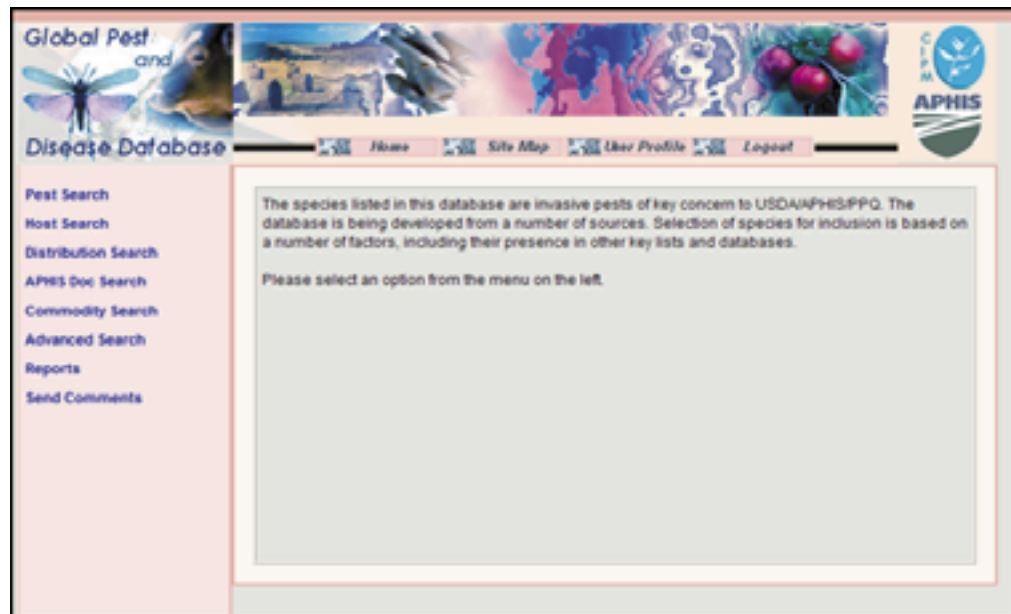 Global Pest
and
Disease Database
CIPM
APHIS
Home Site Map User Profile Logout
Pest Search
Host Search
Distribution Search
APHIS Doc Search
Commodity Search
Advanced Search
Reports
Send Comments
The species listed in this database are invasive pests of key concern to USDA/APHIS/PPQ. The
database is being developed from a number of sources. Selection of species for inclusion is based on
a number of factors, including their presence in other key lists and databases.
Please select an option from the menu on the left.